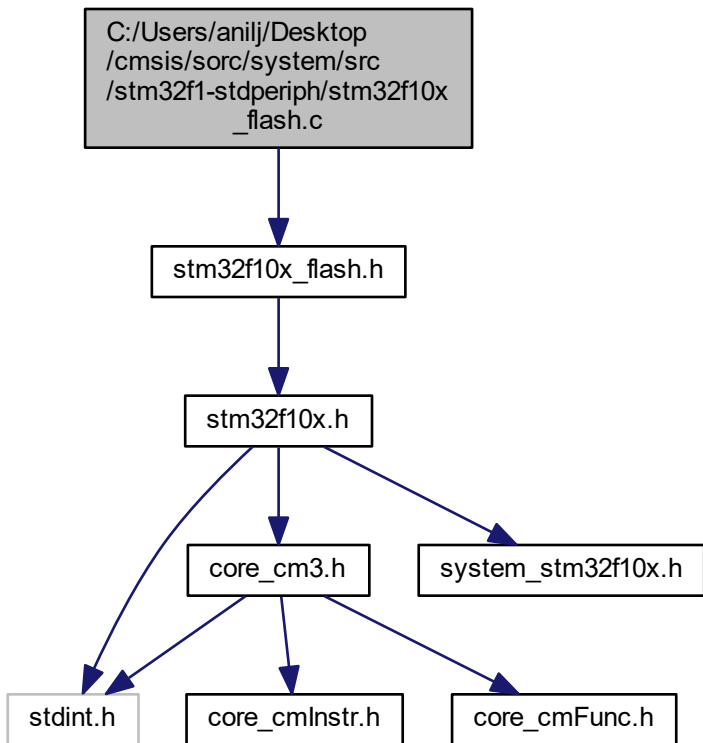 C:/Users/anilj/Desktop
/cmsis/sorc/system/src
/stm32f1-stdperiph/stm32f10x
_flash.c
stm32f10x_flash.h
stm32f10x.h
core_cm3.h
system_stm32f10x.h
stdint.h
core_cmInstr.h
core_cmFunc.h